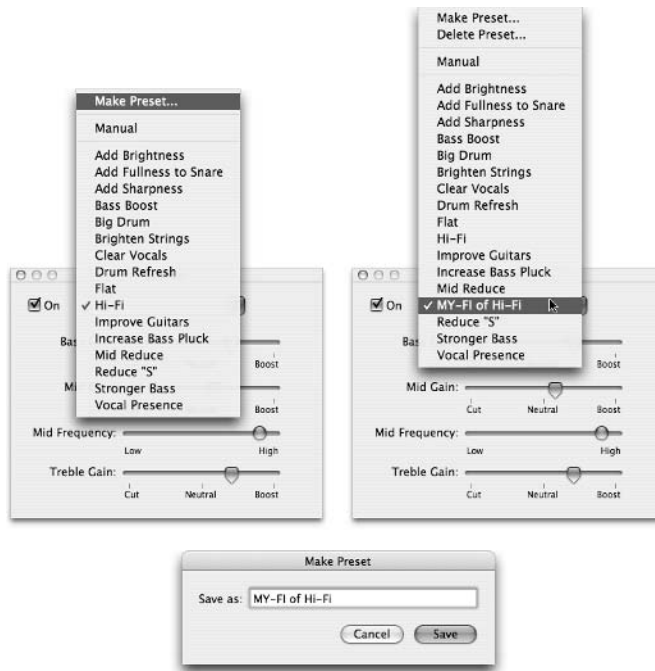 Make Preset...
Manual
Add Brightness
Add Fullness to Snare
Add Sharpness
Bass Boost
Big Drum
Brighten Strings
Clear Vocals
Drum Refresh
Flat
On
✓ Hi-Fi
Improve Guitars
Increase Bass Pluck
Mid Reduce
Reduce "S"
Stronger Bass
Vocal Presence
Boost
Boost
Mid Frequency:
Low High
Treble Gain:
Cut Neutral Boost
Make Preset...
Delete Preset...
Manual
Add Brightness
Add Fullness to Snare
Add Sharpness
Bass Boost
Big Drum
Brighten Strings
Clear Vocals
Drum Refresh
Flat
Hi-Fi
Improve Guitars
Increase Bass Pluck
Mid Reduce
On
✓ MY-FI of Hi-Fi
Reduce "S"
Stronger Bass
Vocal Presence
Boost
Mid Gain:
Cut Neutral Boost
Mid Frequency:
Low High
Treble Gain:
Cut Neutral Boost
Make Preset
Save as: MY-FI of Hi-Fi
Cancel Save